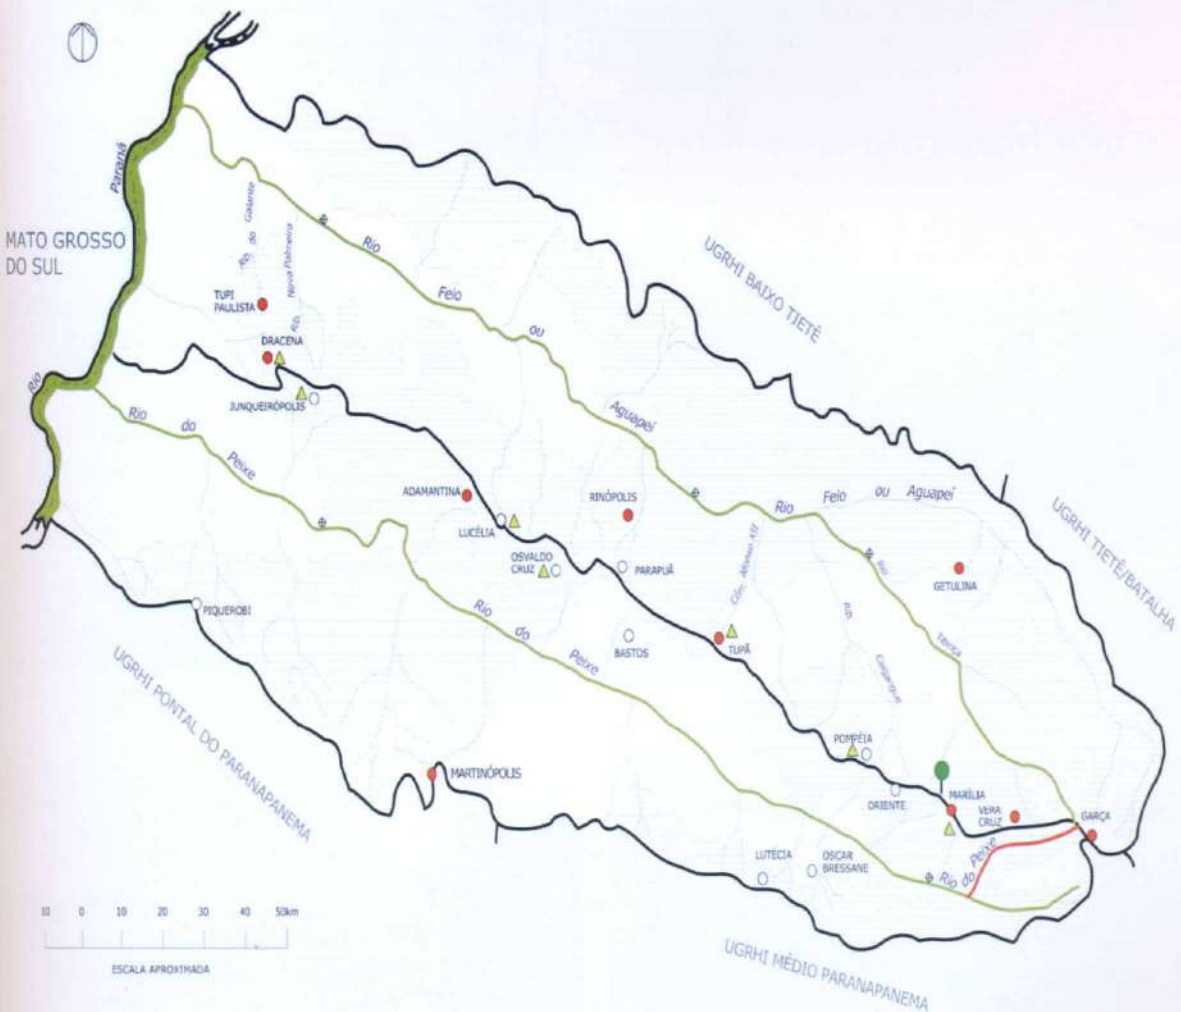 Rio
Paraná
MATO GROSSO
DO SUL
Rio
Rib. do Galante
Rib. Nova Palmeira
TUPI
PAULISTA
DRACENA
JUNQUEIRÓPOLIS
Rio Feio ou Aguapeí
Rio do Peixe
UGRHI BAIXO TIETÊ
ADAMANTINA
LUCÉLIA
RINÓPOLIS
OSVALDO
CRUZ
PARAPUÃ
BASTOS
TUPÃ
Côr. Afonso XII
Rio Feio ou Aguapeí
Rio
Rib.
GETULINA
UGRHI TIETÊ/BATALHA
PIQUEROBI
Rio do Peixe
UGRHI PONTAL DO PARANAPANEMA
MARTINÓPOLIS
POMPÉIA
ORIENTE
MARÍLIA
VERA
CRUZ
GARÇA
LUTÉCIA
OSCAR
BRESSANE
Rio do Peixe
UGRHI MÉDIO PARANAPANEMA
10 0 10 20 30 40 50km
ESCALA APROXIMADA